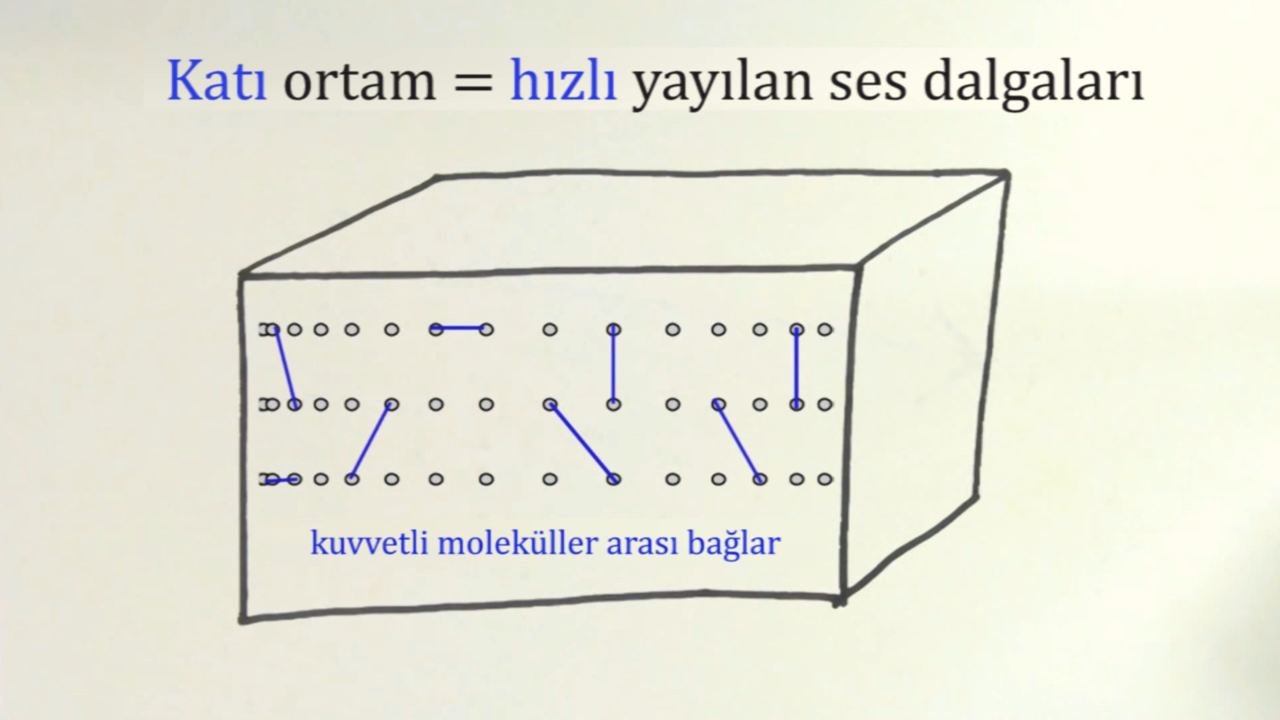 Katı ortam = hızlı yayılan ses dalgaları
kuvvetli moleküller arası bağlar